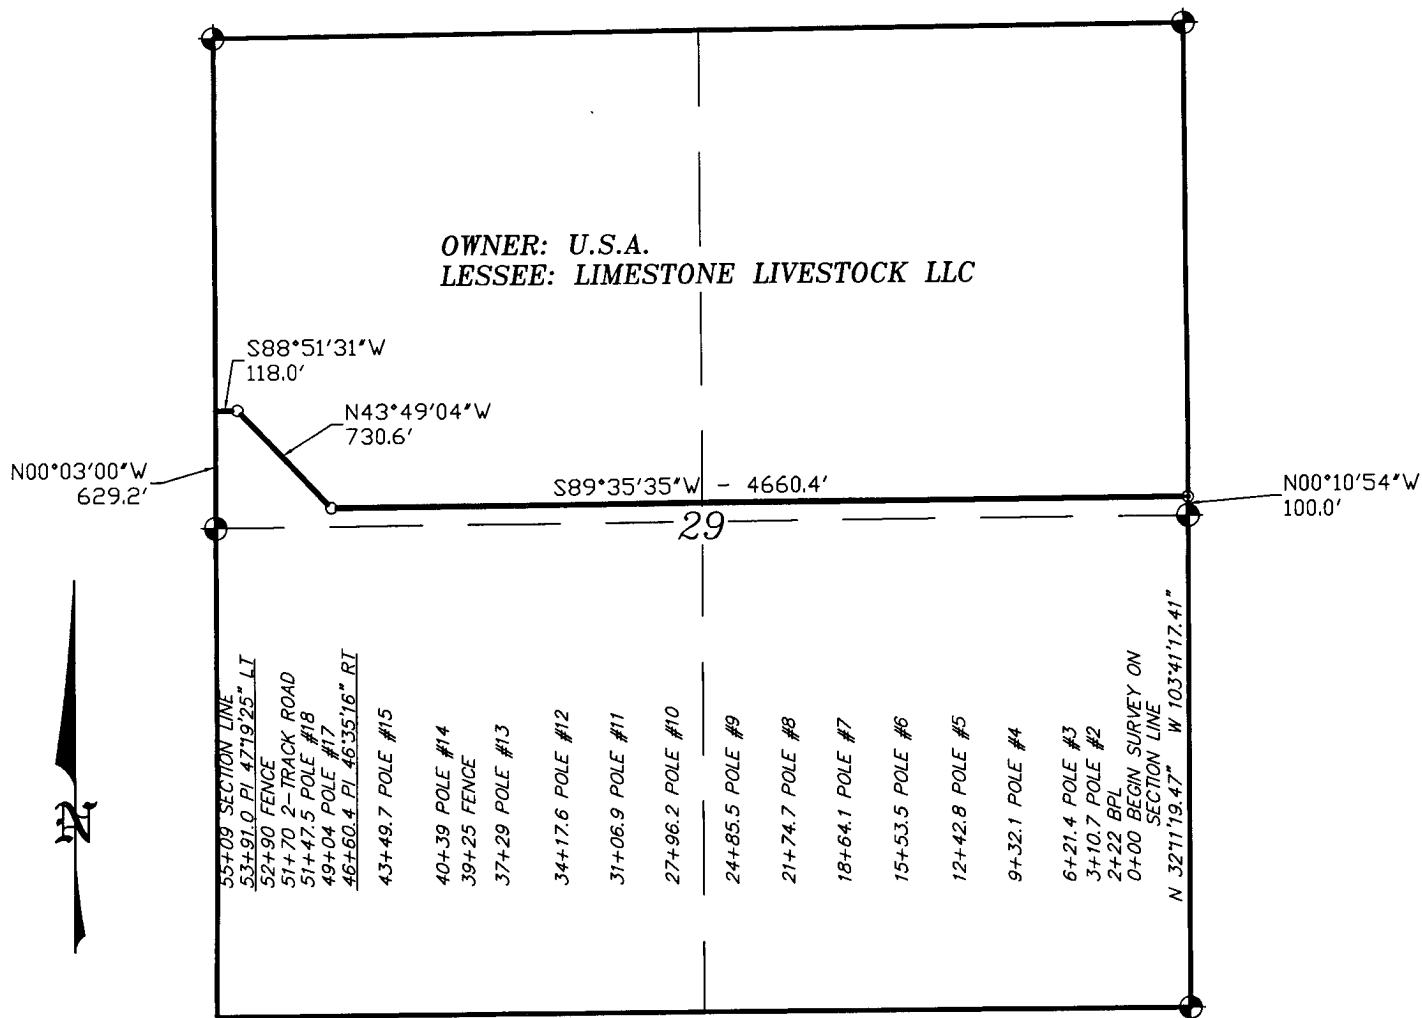 OWNER: U.S.A.
LESSEE: LIMESTONE LIVESTOCK LLC
S88°51'31"W
118.0'
N43°49'04"W
730.6'
N00°03'00"W
629.2'
S89°35'35"W - 4660.4'
N00°10'54"W
100.0'
29
N
55+09 SECTION LINE
53+91.0 PI 47°19'25" LT
52+90 FENCE
51+70 2-TRACK ROAD
51+47.5 POLE #18
49+04 POLE #17
46+60.4 PI 46°35'16" RT
43+49.7 POLE #15
40+39 POLE #14
39+25 FENCE
37+29 POLE #13
34+17.6 POLE #12
31+06.9 POLE #11
27+96.2 POLE #10
24+85.5 POLE #9
21+74.7 POLE #8
18+64.1 POLE #7
15+53.5 POLE #6
12+42.8 POLE #5
9+32.1 POLE #4
6+21.4 POLE #3
3+10.7 POLE #2
2+22 BPL
0+00 BEGIN SURVEY ON
SECTION LINE
N 32°11'19.47" W 103°41'17.41"